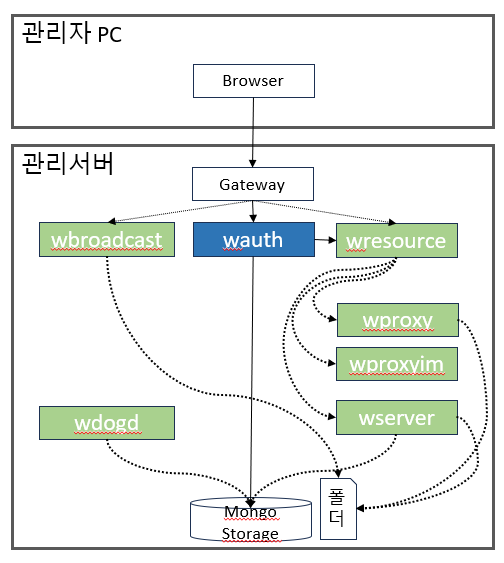 관리자 PC
Browser
관리서버
Gateway
wbroadcast
wauth
wresource
wproxy
wproxyim
wdogd
wserver
폴
더
Mongo
Storage